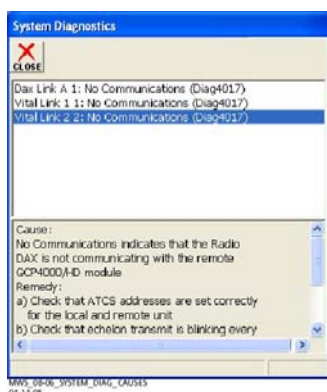 System Diagnostics
CLOSE
Dax Link A 1: No Communications (Diag4017)
Vital Link 1 1: No Communications (Diag4017)
Vital Link 2 2: No Communications (Diag4017)
Cause:
No Communications indicates that the Radio
DAX is not communicating with the remote
GCP4000/HD module
Remedy:
a) Check that ATCS addresses are set correctly
for the local and remote unit
b) Check that echelon transmit is blinking every
MWS_08-06_SYSTEM_DIAG_CAUSES